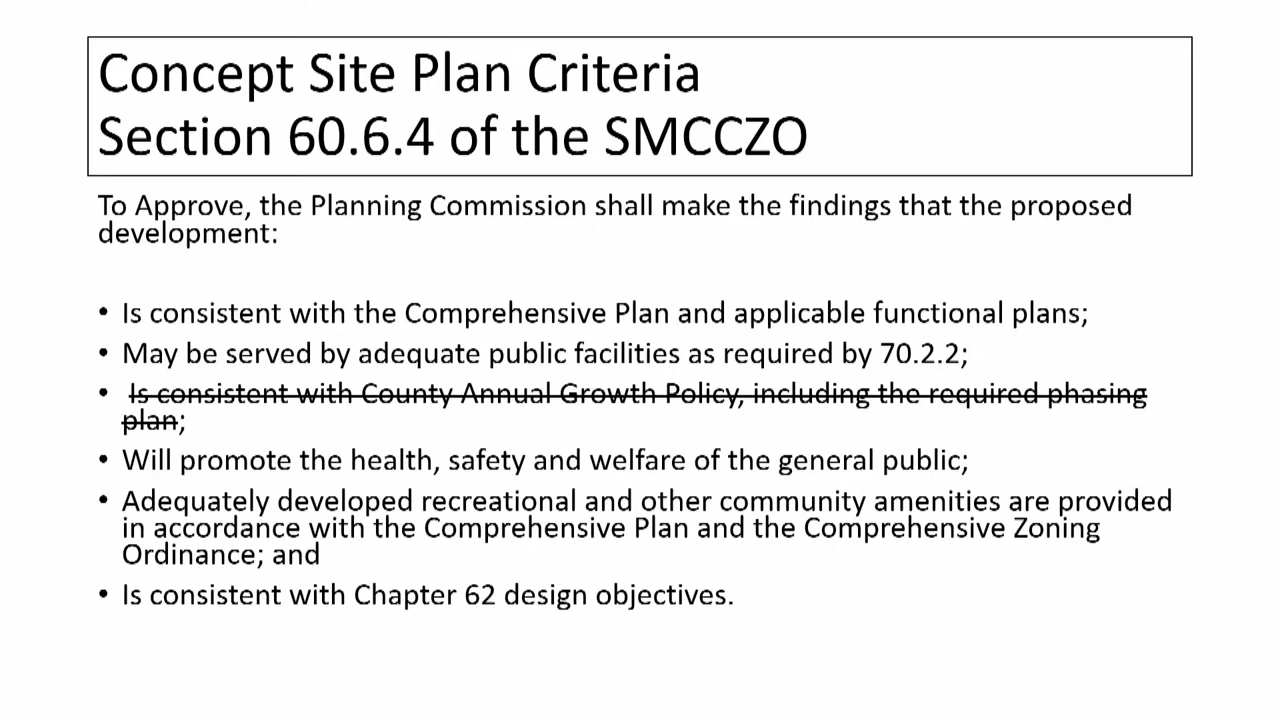 Concept Site Plan Criteria
Section 60.6.4 of the SMCCZO
To Approve, the Planning Commission shall make the findings that the proposed
development:
• Is consistent with the Comprehensive Plan and applicable functional plans;
• May be served by adequate public facilities as required by 70.2.2;
• Is consistent with County Annual Growth Policy, including the required phasing
plan;
• Will promote the health, safety and welfare of the general public;
• Adequately developed recreational and other community amenities are provided
in accordance with the Comprehensive Plan and the Comprehensive Zoning
Ordinance; and
• Is consistent with Chapter 62 design objectives.